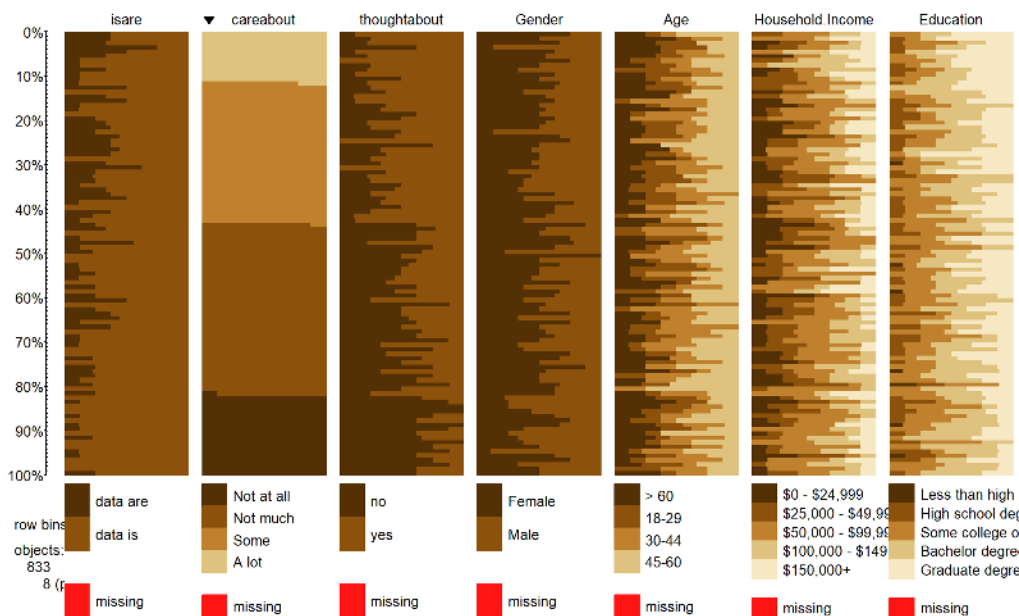 isare careabout thoughtabout Gender Age Household.Income Education
0%
10%
20%
30%
40%
50%
60%
70%
80%
90%
100%
row bins
objects:
833
8 (p
data are
data is
missing
Not at all
Not much
Some
A lot
missing
no
yes
missing
Female
Male
missing
> 60
18-29
30-44
45-60
missing
$0 - $24,999
$25,000 - $49,99
$50,000 - $99,99
$100,000 - $149
$150,000+
missing
Less than high
High school deg
Some college o
Bachelor degre
Graduate degre
missing